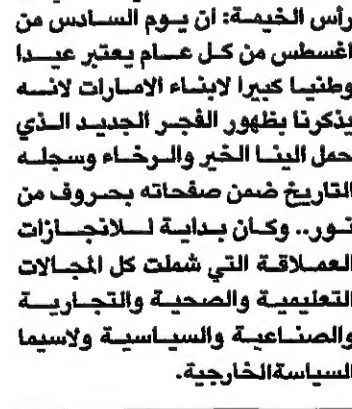 رأس الخيمة: ان يوم السادس من
اغسطس من كل عام يعتبر عيدا
وطنيا كبيرا لابناء الامارات لانه
يذكرنا بظهور الفجر الجديد الذي
حمل الينا الخير والرخاء وسجله
التاريخ ضمن صفحاته بحروف من
نور.. وكان بداية للانجازات
العملاقة التي شملت كل المجالات
التعليمية والصحية والتجارية
والصناعية والسياسية ولاسيما
السياسةالخارجية.